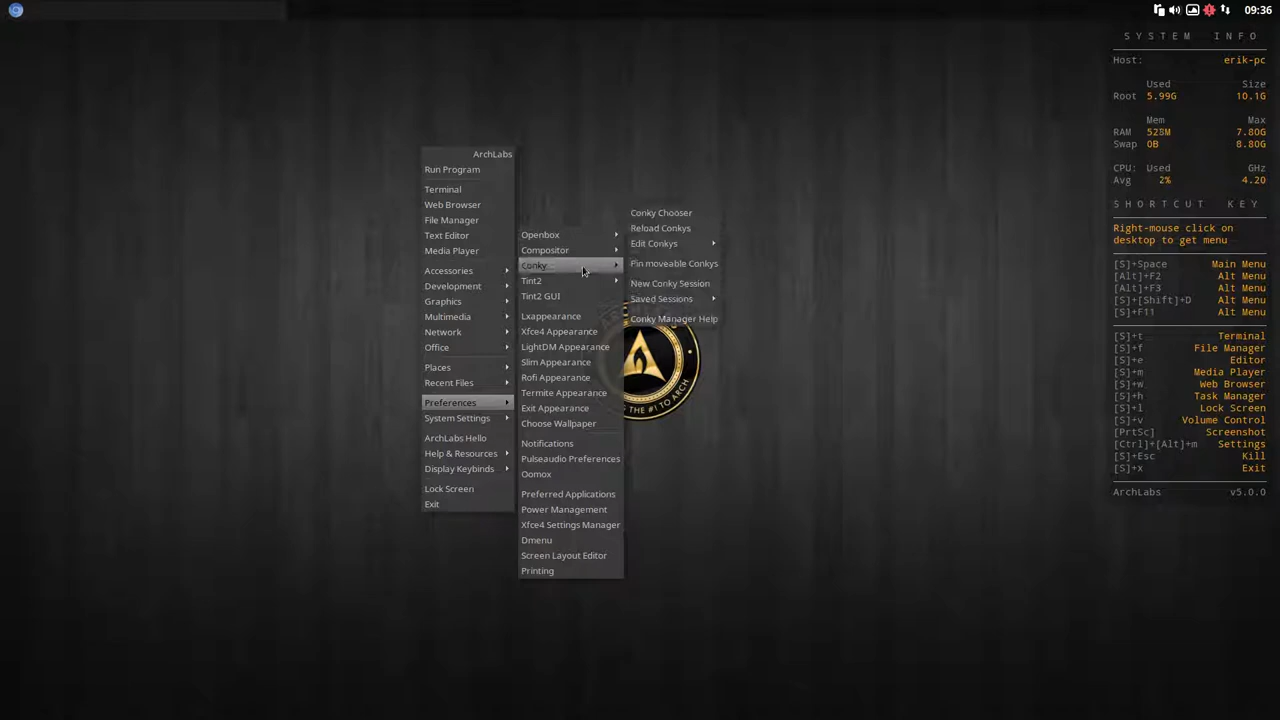 09:36
SYSTEM INFO
Host: erik-pc
Used Size
Root 5.99G 10.1G
Mem Max
RAM 528M 7.80G
Swap 0B 8.80G
CPU: Used GHz
Avg 2% 4.20
SHORTCUT KEY
Right-mouse click on
desktop to get menu
[S]+Space Main Menu
[Alt]+F2 Alt Menu
[Alt]+F3 Alt Menu
[S]+[Shift]+D Alt Menu
[S]+F11 Alt Menu
[S]+t Terminal
[S]+f File Manager
[S]+e Editor
[S]+m Media Player
[S]+w Web Browser
[S]+h Task Manager
[S]+l Lock Screen
[S]+v Volume Control
[PrtSc] Screenshot
[Ctrl]+[Alt]+m Settings
[S]+Esc Kill
[S]+x Exit
ArchLabs v5.0.0
ArchLabs
Run Program
Terminal
Web Browser
File Manager
Text Editor
Media Player
Accessories
Development
Graphics
Multimedia
Network
Office
Places
Recent Files
Preferences
System Settings
ArchLabs Hello
Help & Resources
Display Keybinds
Lock Screen
Exit
Openbox
Compositor
Conky
Tint2
Tint2 GUI
Lxappearance
Xfce4 Appearance
LightDM Appearance
Slim Appearance
Rofi Appearance
Termite Appearance
Exit Appearance
Choose Wallpaper
Notifications
Pulseaudio Preferences
Oomox
Preferred Applications
Power Management
Xfce4 Settings Manager
Dmenu
Screen Layout Editor
Printing
Conky Chooser
Reload Conkys
Edit Conkys
Pin moveable Conkys
New Conky Session
Saved Sessions
Conky Manager Help
THE #1 TO ARCH